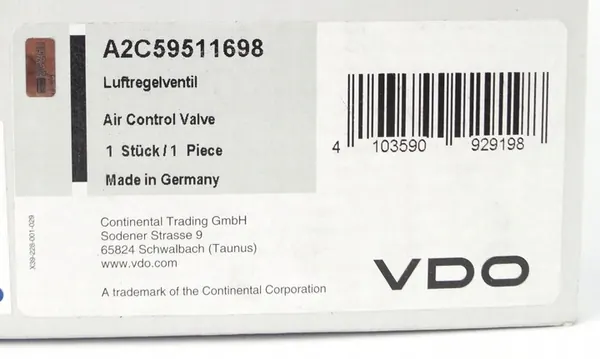 A2C59511698
Luftregelventil
Air Control Valve
1 Stück / 1 Piece
Made in Germany
4 103590 929198
Continental Trading GmbH
Sodener Strasse 9
65824 Schwalbach (Taunus)
www.vdo.com
A trademark of the Continental Corporation
VDO
X39-228-001-029